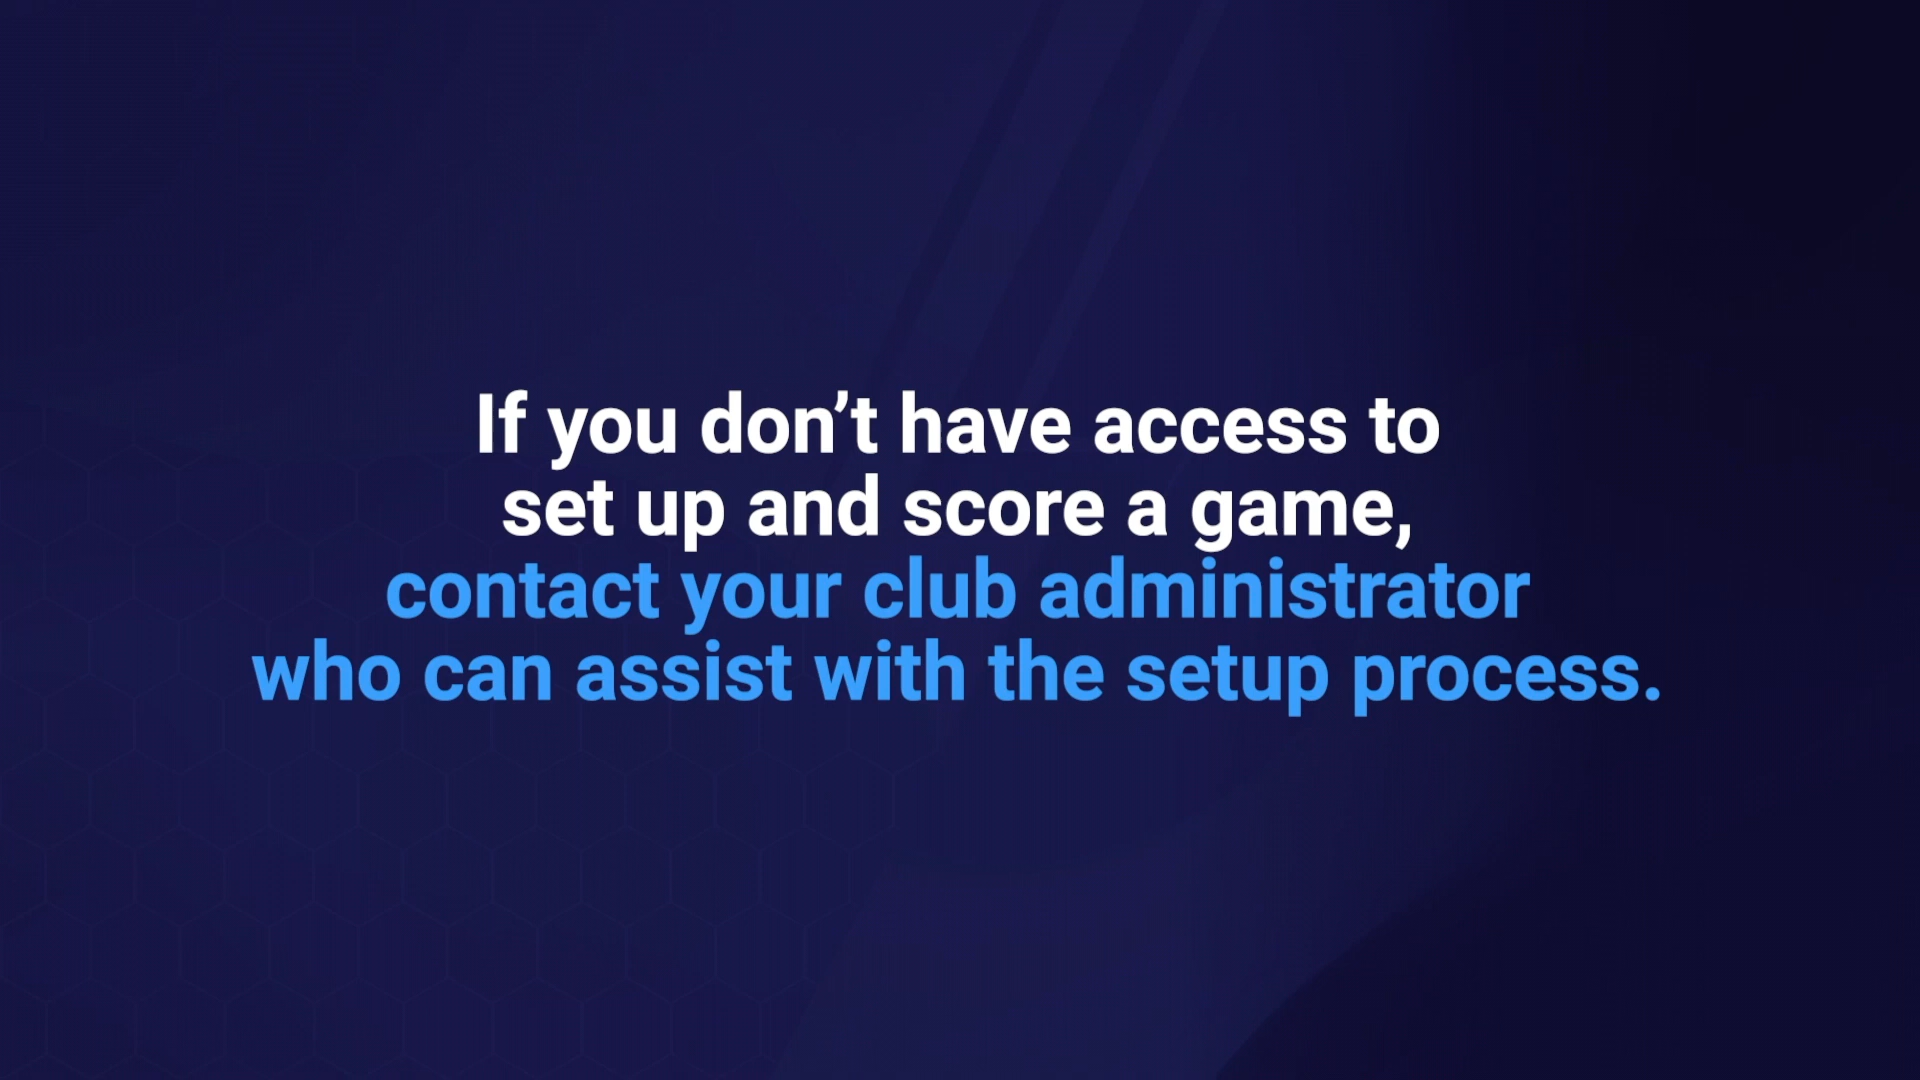 If you don’t have access to
set up and score a game,
contact your club administrator
who can assist with the setup process.